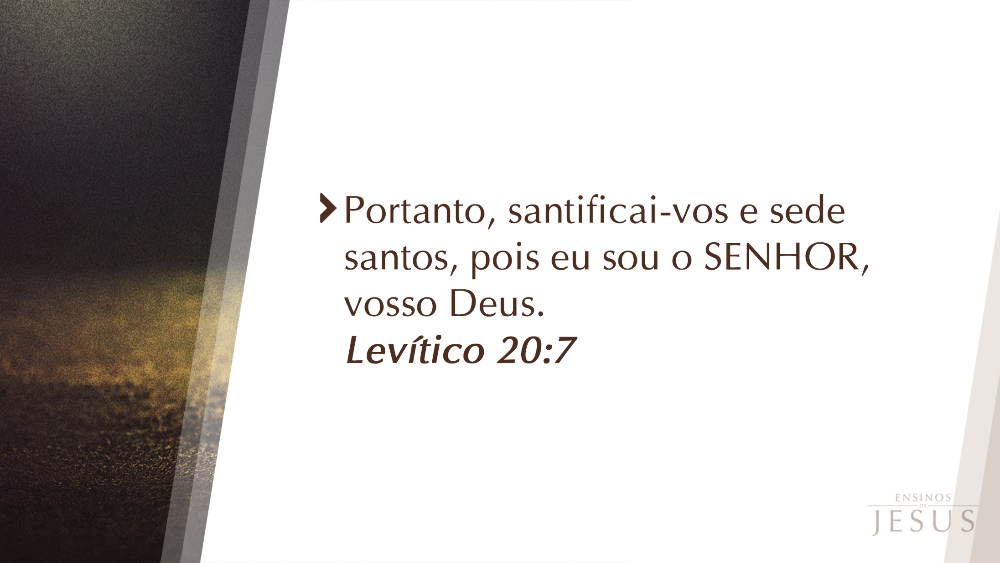 Portanto, santificai-vos e sede
santos, pois eu sou o SENHOR,
vosso Deus.
Levítico 20:7
ENSINOS
DE
JESUS